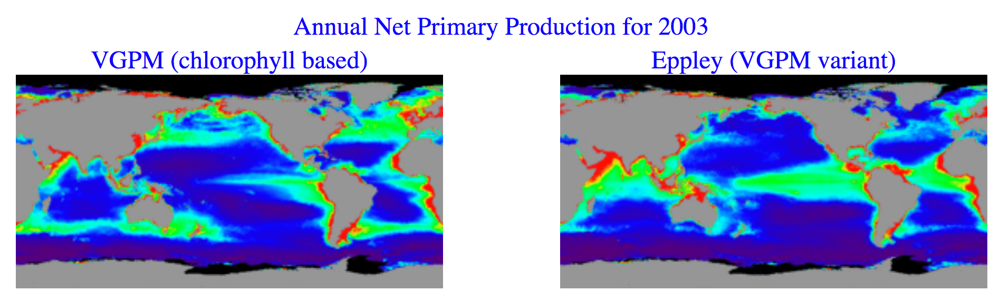 Annual Net Primary Production for 2003
VGPM (chlorophyll based)
Eppley (VGPM variant)